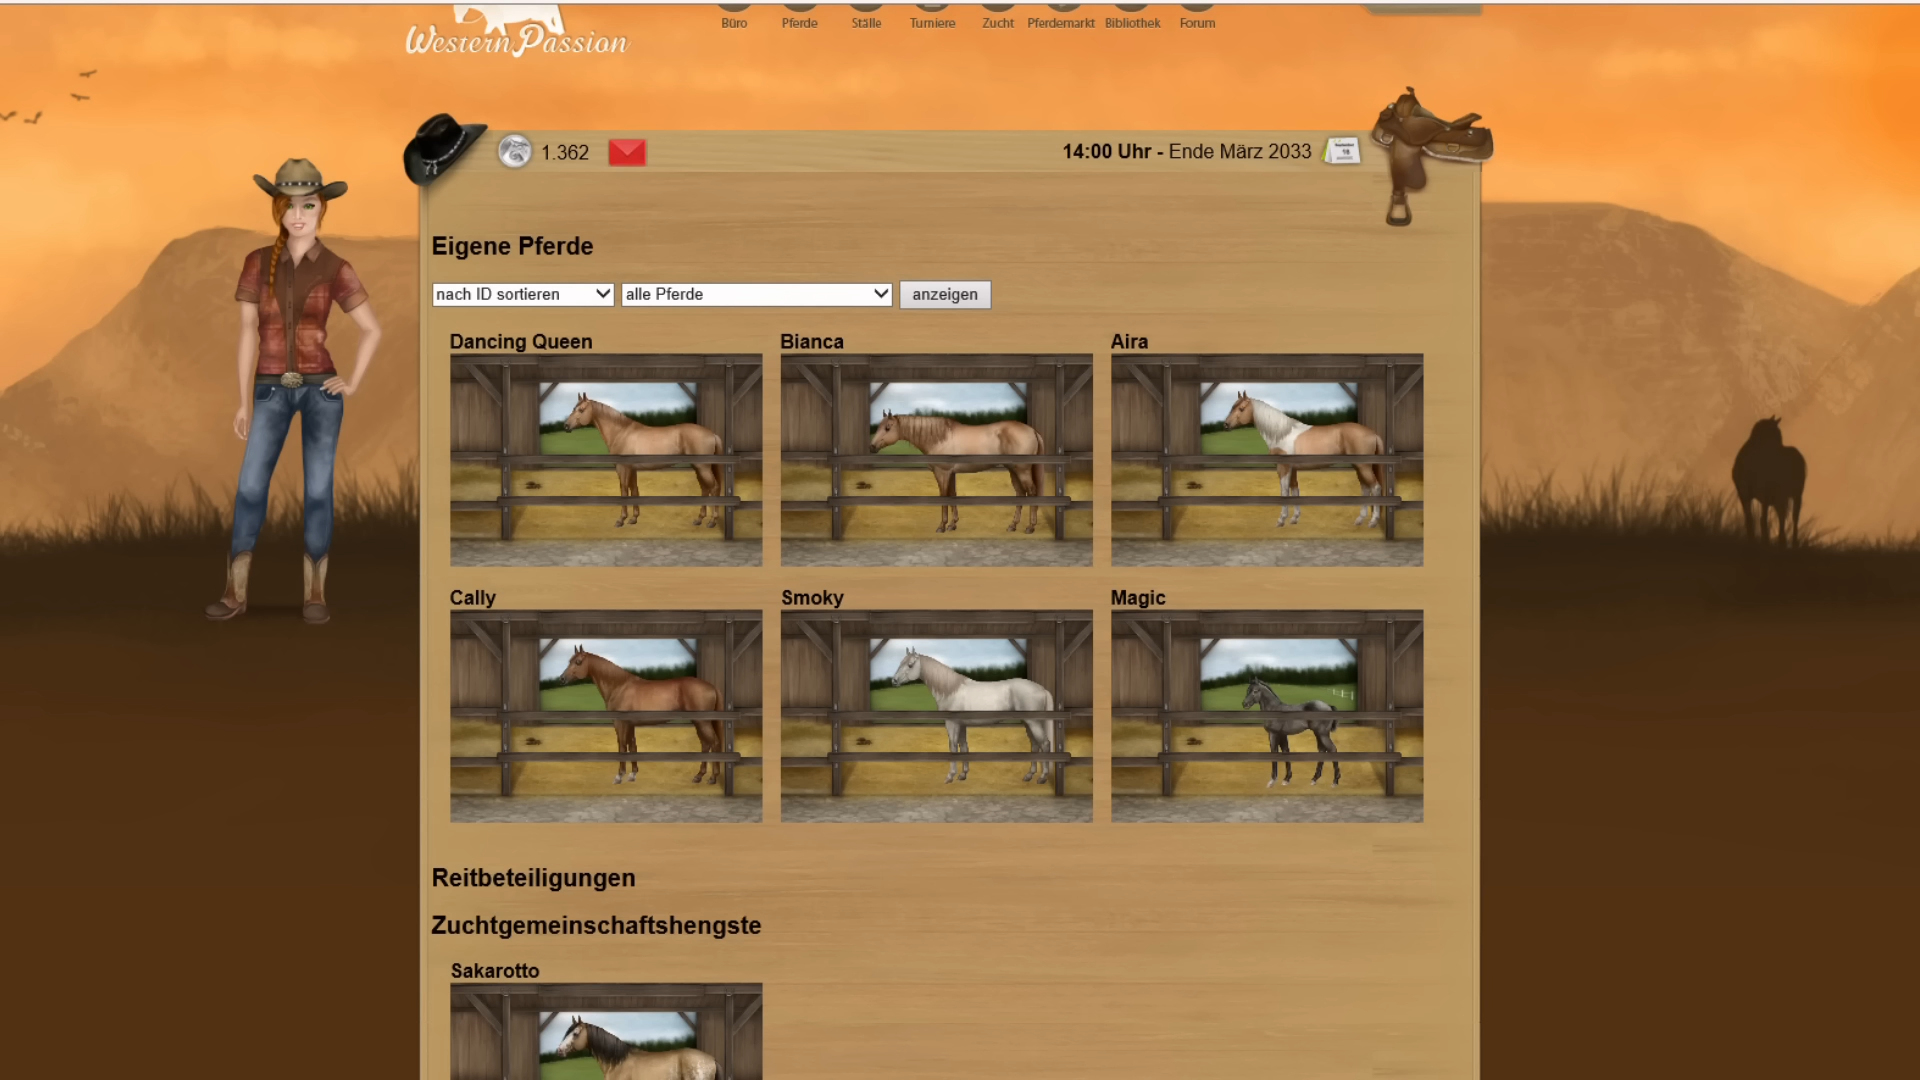 Western Passion
Büro Pferde Ställe Turniere Zucht Pferdemarkt Bibliothek Forum
1.362
14:00 Uhr - Ende März 2033
Eigene Pferde
nach ID sortieren alle Pferde anzeigen
Dancing Queen Bianca Aira
Cally Smoky Magic
Reitbeteiligungen
Zuchtgemeinschaftshengste
Sakarotto